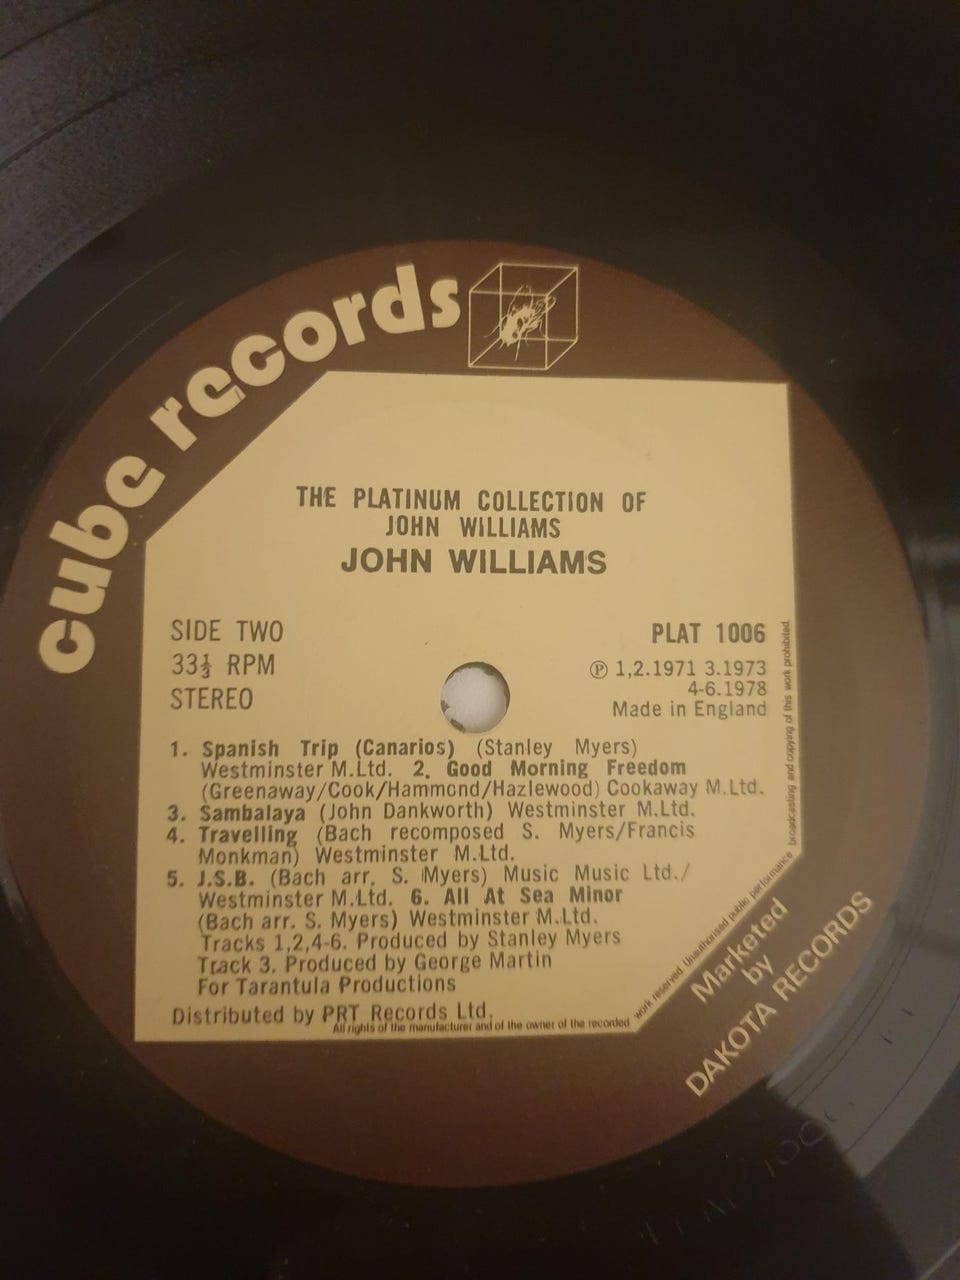 cube records
THE PLATINUM COLLECTION OF
JOHN WILLIAMS
JOHN WILLIAMS
SIDE TWO
33⅓ RPM
STEREO
PLAT 1006
Ⓟ 1,2.1971 3.1973
4-6.1978
Made in England
1. Spanish Trip (Canarios) (Stanley Myers)
Westminster M.Ltd. 2. Good Morning Freedom
(Greenaway/Cook/Hammond/Hazlewood) Cookaway M.Ltd.
3. Sambalaya (John Dankworth) Westminster M.Ltd.
4. Travelling (Bach recomposed S. Myers/Francis
Monkman) Westminster M.Ltd.
5. J.S.B. (Bach arr. S. Myers) Music Music Ltd./
Westminster M.Ltd. 6. All At Sea Minor
(Bach arr. S. Myers) Westminster M.Ltd.
Tracks 1,2,4-6. Produced by Stanley Myers
Track 3. Produced by George Martin
For Tarantula Productions
Distributed by PRT Records Ltd.
All rights of the manufacturer and of the owner of the recorded work reserved. Unauthorised public performance broadcasting and copying of this work prohibited.
Marketed
by
DAKOTA RECORDS